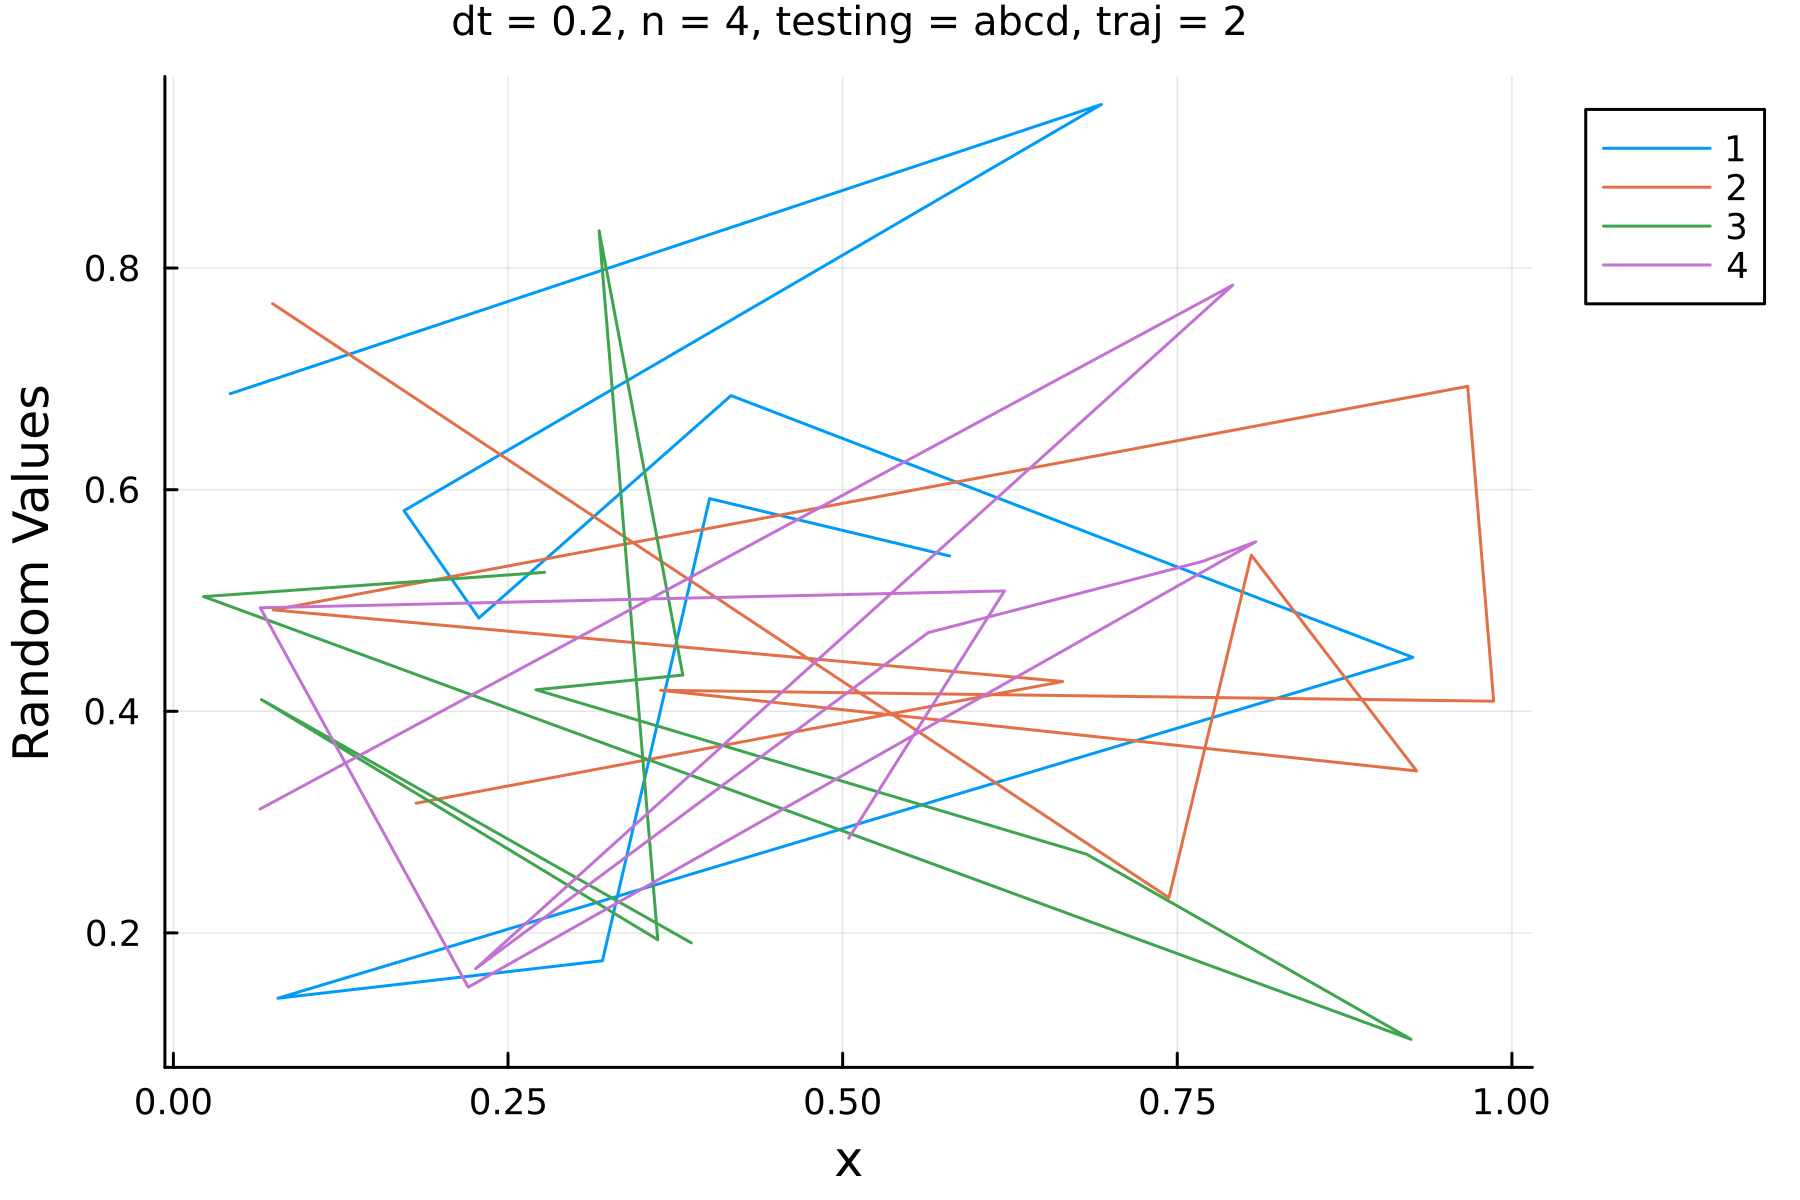 dt = 0.2, n = 4, testing = abcd, traj = 2
1
2
3
4
Random Values
0.8
0.6
0.4
0.2
0.00 0.25 0.50 0.75 1.00
x